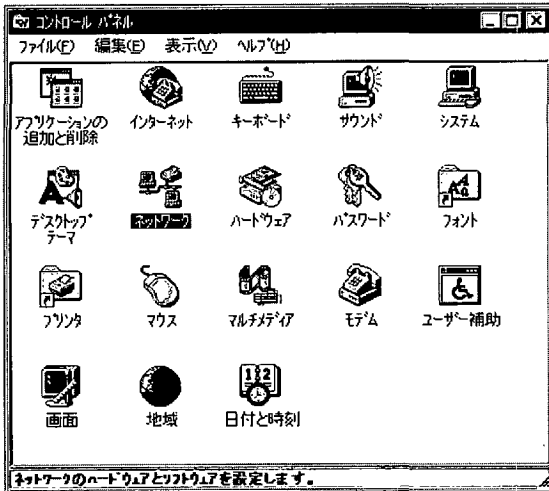 コントロール パネル
ファイル(F) 編集(E) 表示(V) ヘルプ(H)
アプリケーションの
追加と削除
インターネット
キーボード
サウンド
システム
デスクトップ
テーマ
ネットワーク
ハードウェア
パスワード
フォント
プリンタ
マウス
マルチメディア
モデム
ユーザー補助
画面
地域
日付と時刻
ネットワークのハードウェアとソフトウェアを設定します。